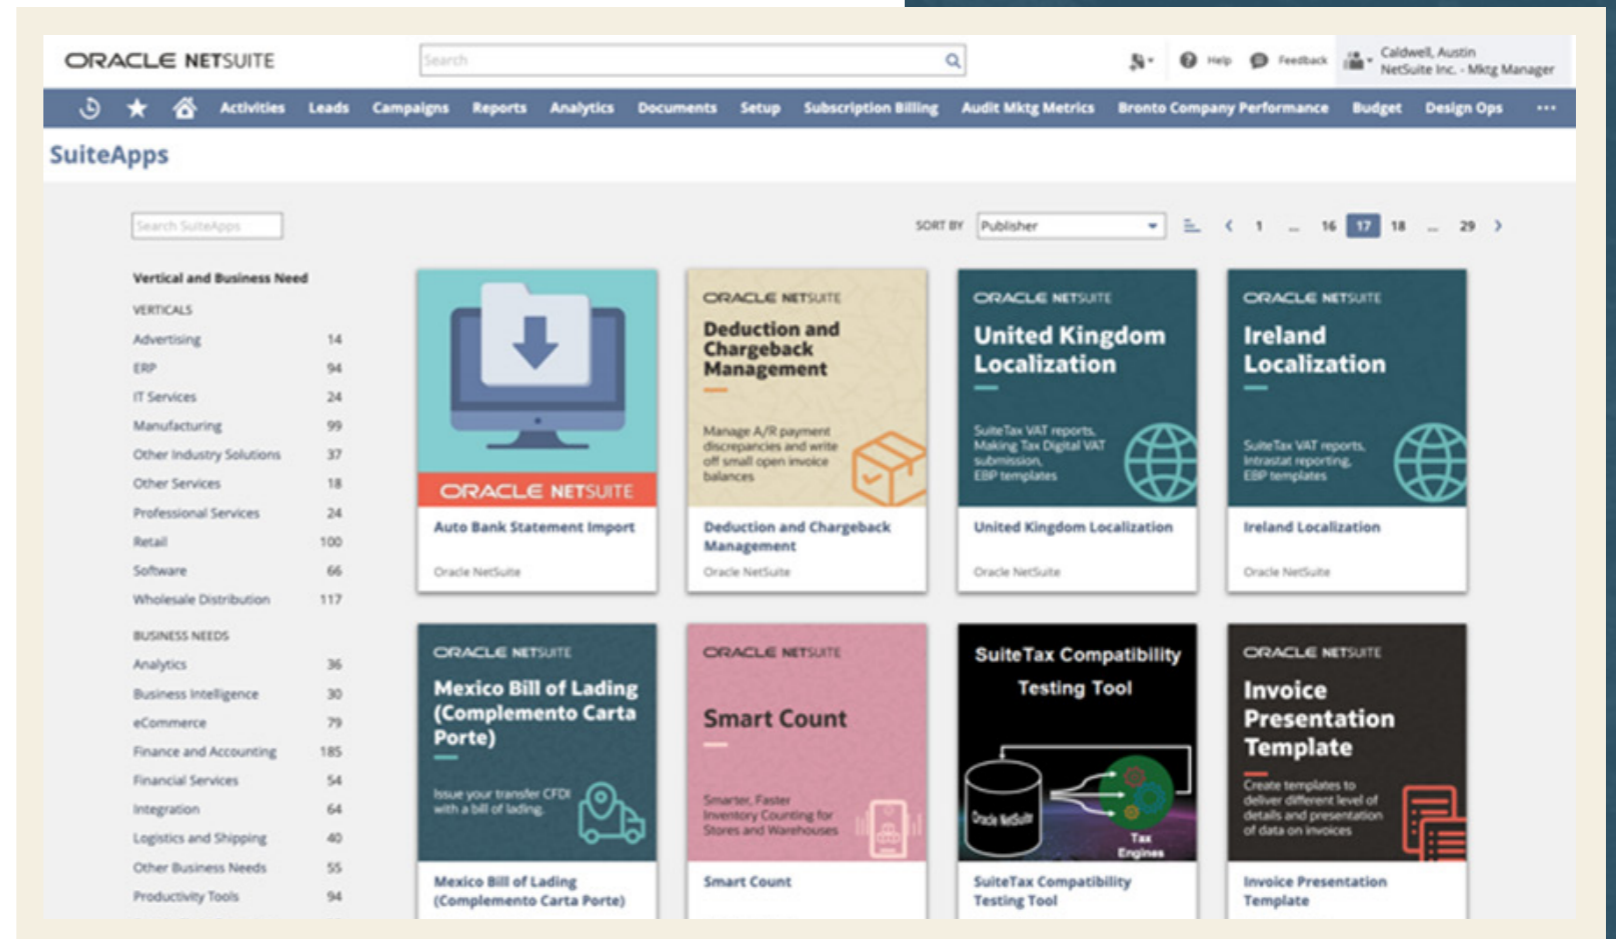 ORACLE NETSUITE
Search
Help
Feedback
Caldwell, Austin
NetSuite Inc. - Mktg Manager
Activities Leads Campaigns Reports Analytics Documents Setup Subscription Billing Audit Mktg Metrics Bronto Company Performance Budget Design Ops ...
SuiteApps
Search SuiteApps
SORT BY Publisher
1 ... 16 17 18 ... 29
Vertical and Business Need
VERTICALS
Advertising 14
ERP 94
IT Services 24
Manufacturing 99
Other Industry Solutions 37
Other Services 18
Professional Services 24
Retail 100
Software 66
Wholesale Distribution 117
BUSINESS NEEDS
Analytics 36
Business Intelligence 30
eCommerce 79
Finance and Accounting 185
Financial Services 54
Integration 64
Logistics and Shipping 40
Other Business Needs 55
Productivity Tools 94
ORACLE NETSUITE
Auto Bank Statement Import
Oracle NetSuite
ORACLE NETSUITE
Deduction and
Chargeback
Management
Manage A/R payment
discrepancies and write
off small open invoice
balances
Deduction and Chargeback
Management
Oracle NetSuite
ORACLE NETSUITE
United Kingdom
Localization
SuiteTax VAT reports,
Making Tax Digital VAT
submission,
EBP templates
United Kingdom Localization
Oracle NetSuite
ORACLE NETSUITE
Ireland
Localization
SuiteTax VAT reports,
Intrastat reporting,
EBP templates
Ireland Localization
Oracle NetSuite
ORACLE NETSUITE
Mexico Bill of Lading
(Complemento Carta
Porte)
Issue your transfer CFDI
with a bill of lading.
Mexico Bill of Lading
(Complemento Carta Porte)
ORACLE NETSUITE
Smart Count
Smarter, Faster
Inventory Counting for
Stores and Warehouses
Smart Count
SuiteTax Compatibility
Testing Tool
Oracle NetSuite
Tax
Engines
SuiteTax Compatibility
Testing Tool
ORACLE NETSUITE
Invoice
Presentation
Template
Create templates to
deliver different level of
details and presentation
of data on invoices
Invoice Presentation
Template